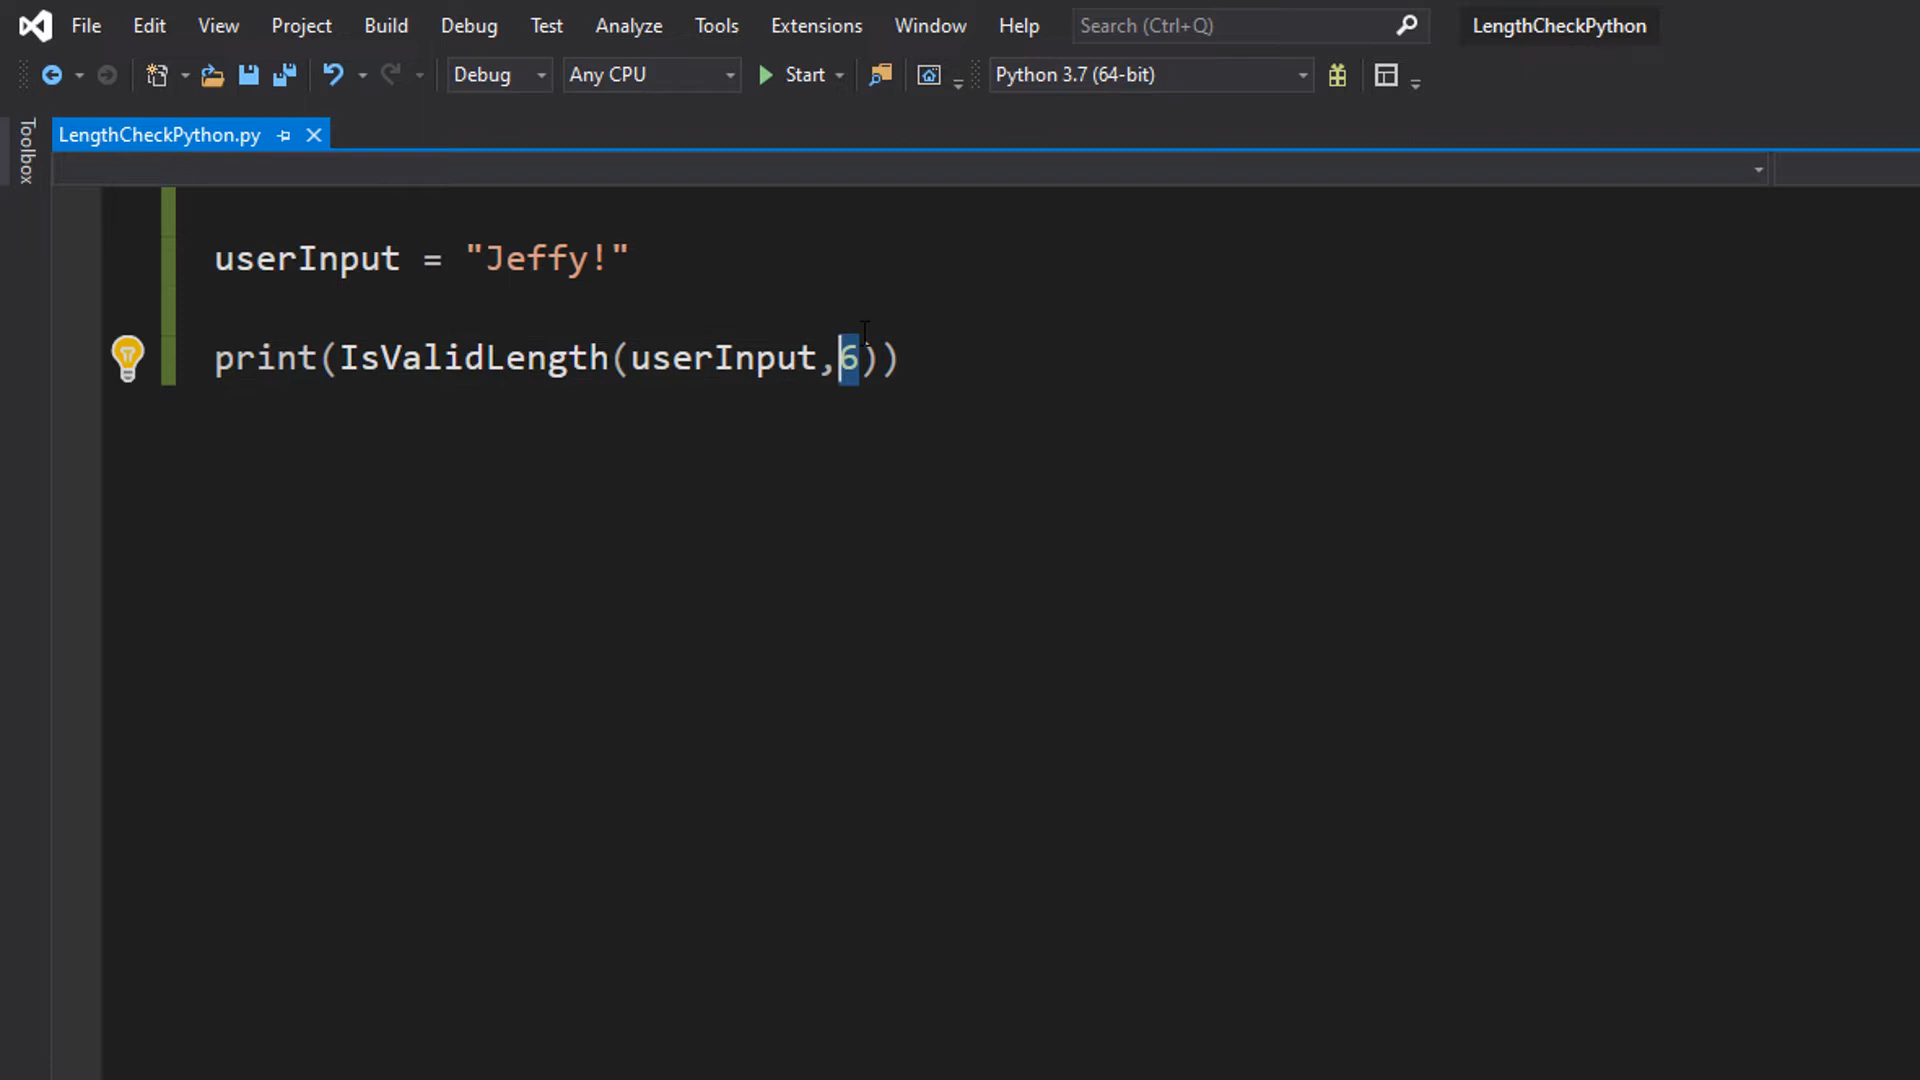 File Edit View Project Build Debug Test Analyze Tools Extensions Window Help Search (Ctrl+Q) LengthCheckPython
Debug Any CPU Start Python 3.7 (64-bit)
Toolbox
LengthCheckPython.py
userInput = "Jeffy!"
print(IsValidLength(userInput,6))